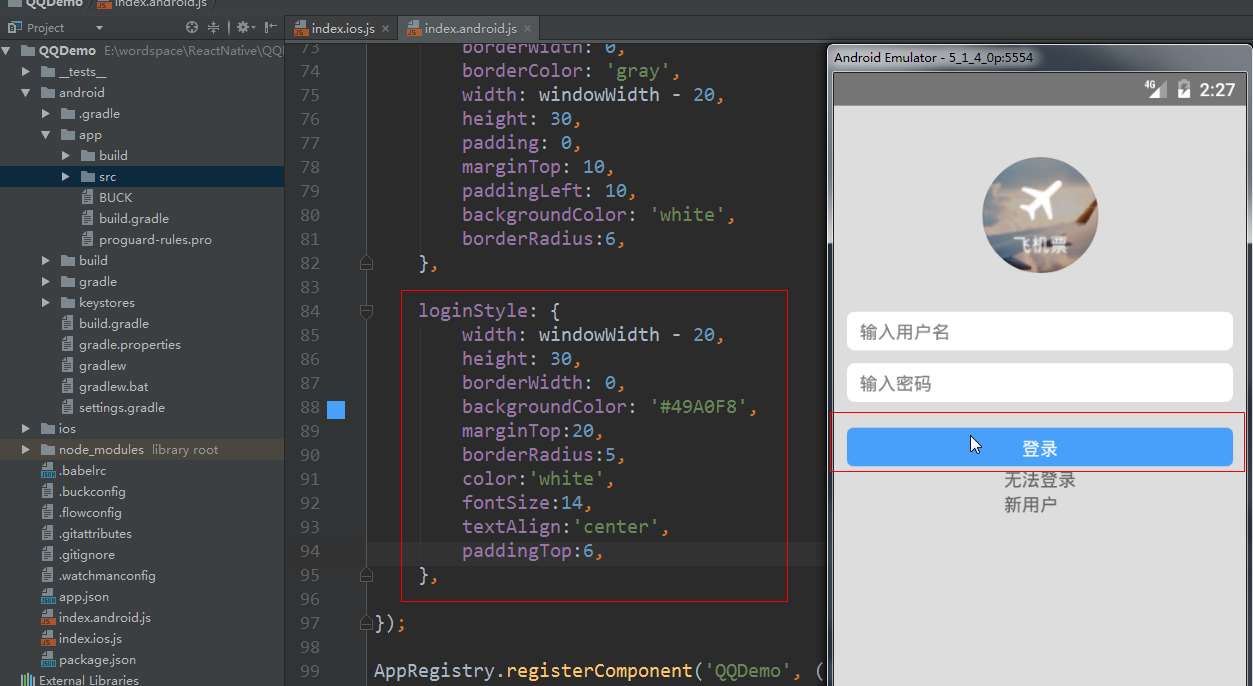 QQDemo index.android.js
Project
QQDemo E:\wordspace\ReactNative\QQI
__tests__
android
.gradle
app
build
src
BUCK
build.gradle
proguard-rules.pro
build
gradle
keystores
build.gradle
gradle.properties
gradlew
gradlew.bat
settings.gradle
ios
node_modules library root
.babelrc
.buckconfig
.flowconfig
.gitattributes
.gitignore
.watchmanconfig
app.json
index.android.js
index.ios.js
package.json
External Libraries
index.ios.js index.android.js
73 borderWidth: 0,
74 borderColor: 'gray',
75 width: windowWidth - 20,
76 height: 30,
77 padding: 0,
78 marginTop: 10,
79 paddingLeft: 10,
80 backgroundColor: 'white',
81 borderRadius:6,
82 },
83
84 loginStyle: {
85 width: windowWidth - 20,
86 height: 30,
87 borderWidth: 0,
88 backgroundColor: '#49A0F8',
89 marginTop:20,
90 borderRadius:5,
91 color:'white',
92 fontSize:14,
93 textAlign:'center',
94 paddingTop:6,
95 },
96
97 });
98
99 AppRegistry.registerComponent('QQDemo', (
Android Emulator - 5_1_4_0p:5554
4G 2:27
飞机票
输入用户名
输入密码
登录
无法登录
新用户